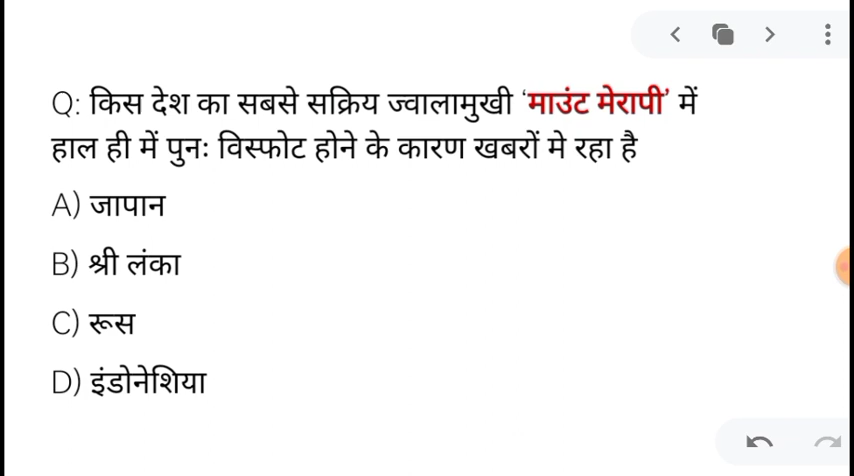 Q: किस देश का सबसे सक्रिय ज्वालामुखी ‘माउंट मेरापी’ में
हाल ही में पुनः विस्फोट होने के कारण खबरों मे रहा है
A) जापान
B) श्री लंका
C) रूस
D) इंडोनेशिया